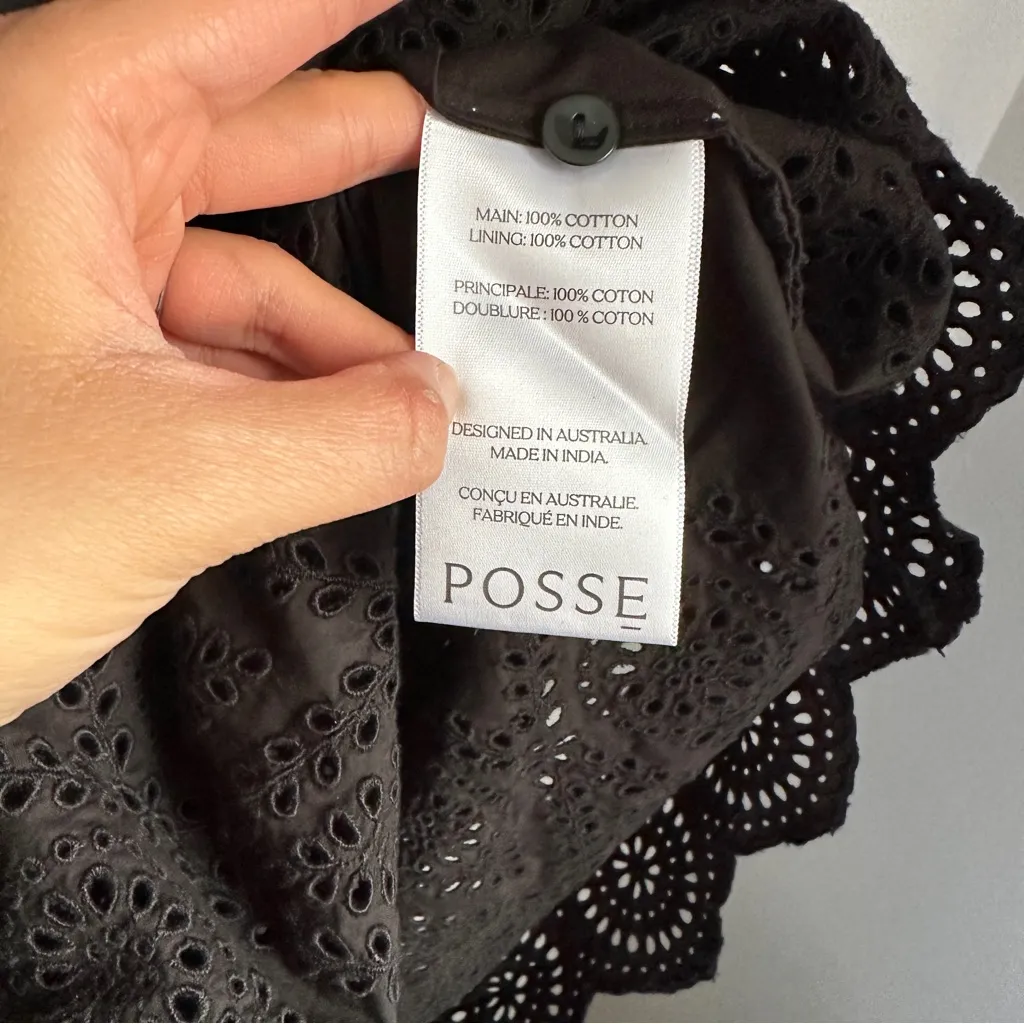 MAIN: 100% COTTON
LINING: 100% COTTON
PRINCIPALE: 100% COTON
DOUBLURE : 100 % COTON
DESIGNED IN AUSTRALIA.
MADE IN INDIA.
CONÇU EN AUSTRALIE.
FABRIQUÉ EN INDE.
POSSE